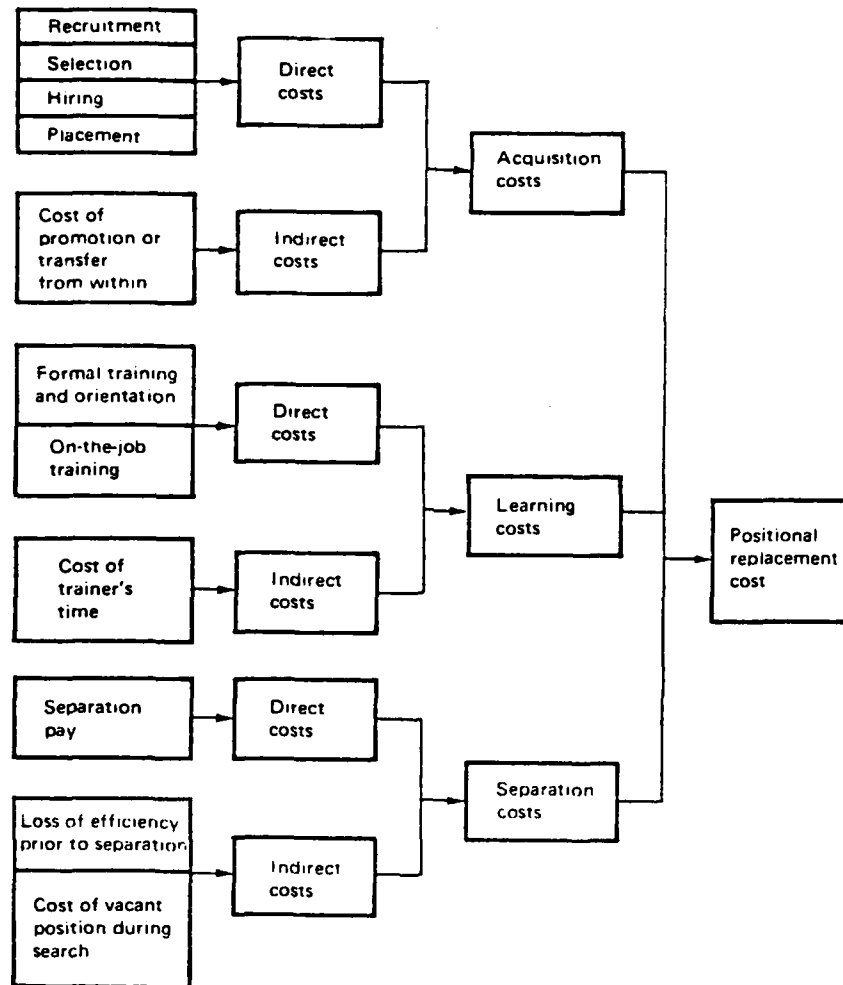 Recruitment
Selection
Hiring
Placement
Direct
costs
Acquisition
costs
Cost of
promotion or
transfer
from within
Indirect
costs
Formal training
and orientation
On-the-job
training
Direct
costs
Learning
costs
Positional
replacement
cost
Cost of
trainer's
time
Indirect
costs
Separation
pay
Direct
costs
Separation
costs
Loss of efficiency
prior to separation
Cost of vacant
position during
search
Indirect
costs